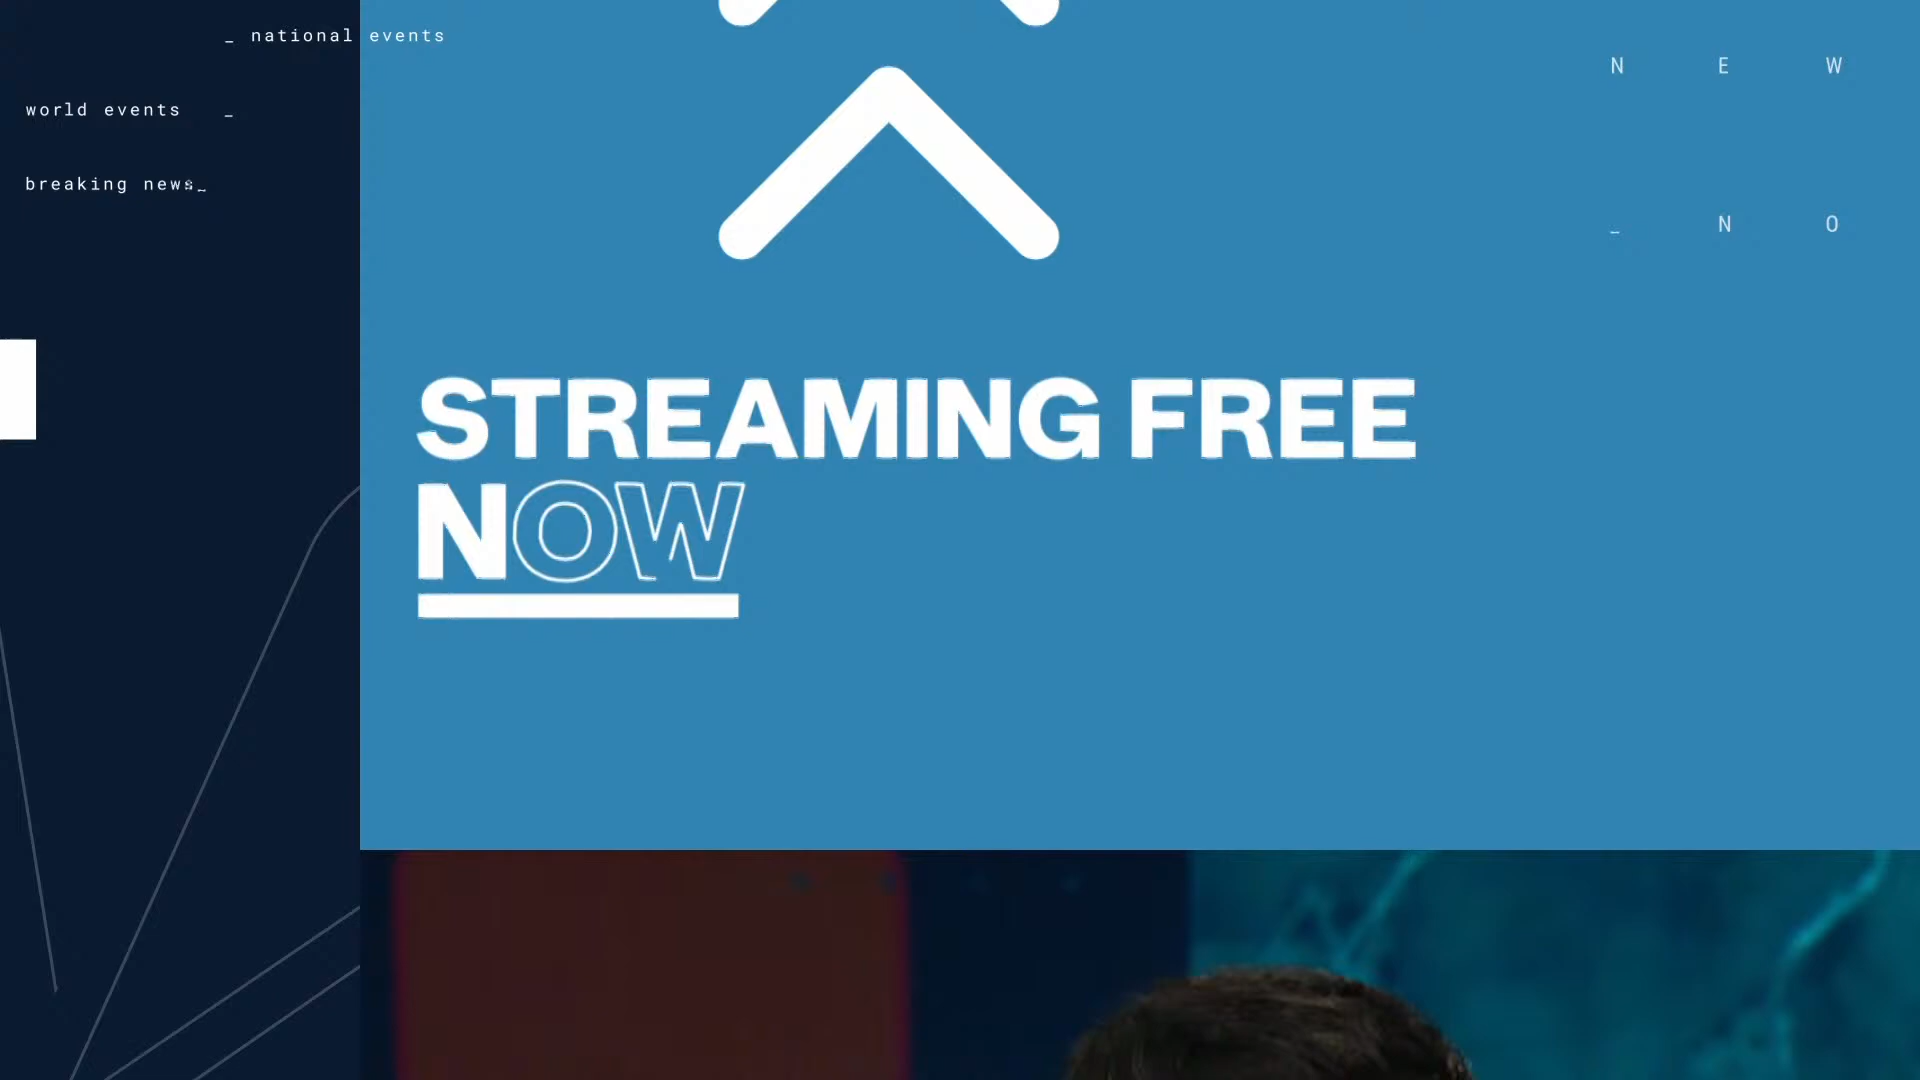 _ national events
world events _
breaking news_
N E W
_ N O
STREAMING FREE
NOW